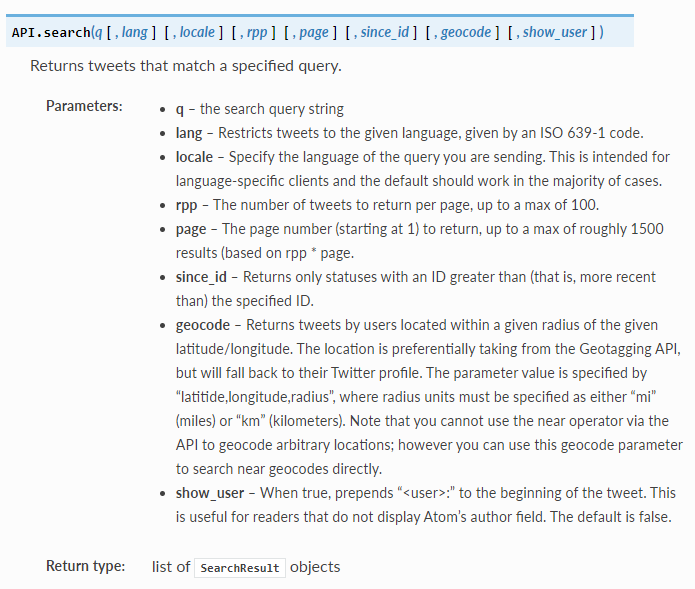 API.search(q [, lang ] [, locale ] [, rpp ] [, page ] [, since_id ] [, geocode ] [, show_user ] )
Returns tweets that match a specified query.
Parameters:
• q – the search query string
• lang – Restricts tweets to the given language, given by an ISO 639-1 code.
• locale – Specify the language of the query you are sending. This is intended for
language-specific clients and the default should work in the majority of cases.
• rpp – The number of tweets to return per page, up to a max of 100.
• page – The page number (starting at 1) to return, up to a max of roughly 1500
results (based on rpp * page.
• since_id – Returns only statuses with an ID greater than (that is, more recent
than) the specified ID.
• geocode – Returns tweets by users located within a given radius of the given
latitude/longitude. The location is preferentially taking from the Geotagging API,
but will fall back to their Twitter profile. The parameter value is specified by
“latitide,longitude,radius”, where radius units must be specified as either “mi”
(miles) or “km” (kilometers). Note that you cannot use the near operator via the
API to geocode arbitrary locations; however you can use this geocode parameter
to search near geocodes directly.
• show_user – When true, prepends “<user>:” to the beginning of the tweet. This
is useful for readers that do not display Atom’s author field. The default is false.
Return type: list of SearchResult objects